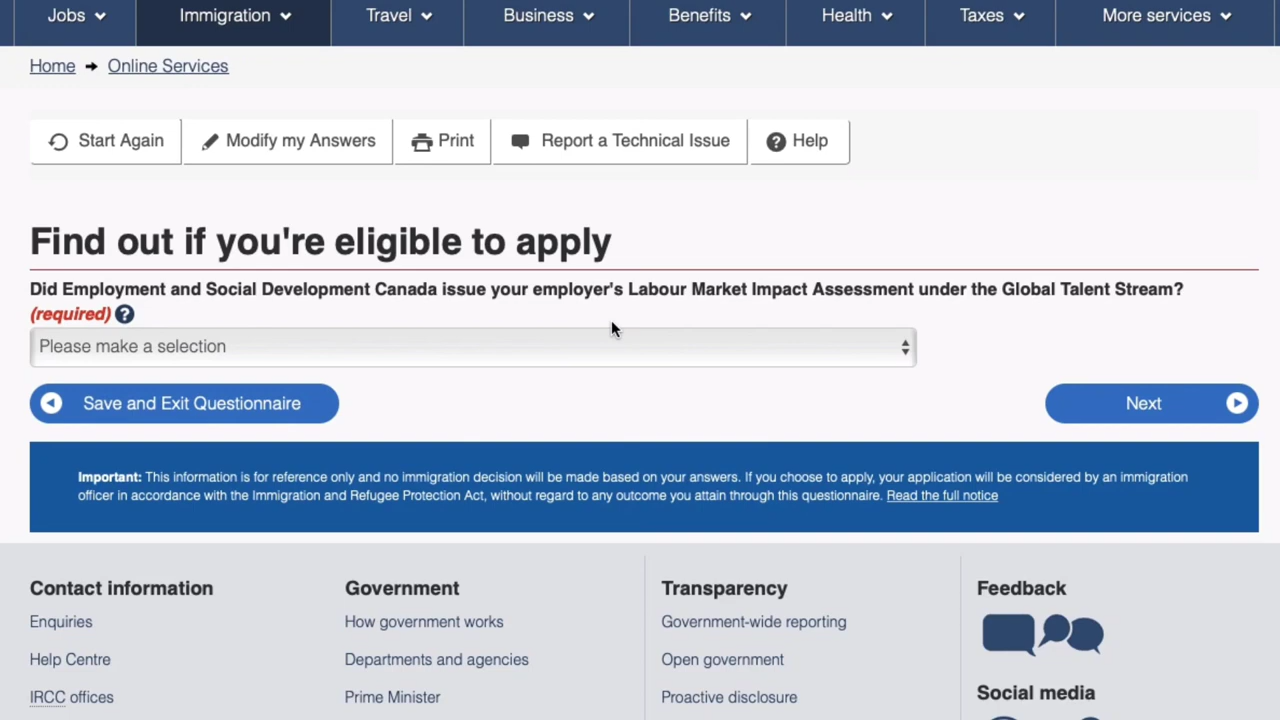 Jobs Immigration Travel Business Benefits Health Taxes More services
Home Online Services
Start Again Modify my Answers Print Report a Technical Issue Help
Find out if you're eligible to apply
Did Employment and Social Development Canada issue your employer's Labour Market Impact Assessment under the Global Talent Stream?
(required) ?
Please make a selection
Save and Exit Questionnaire Next
Important: This information is for reference only and no immigration decision will be made based on your answers. If you choose to apply, your application will be considered by an immigration
officer in accordance with the Immigration and Refugee Protection Act, without regard to any outcome you attain through this questionnaire. Read the full notice
Contact information
Enquiries
Help Centre
IRCC offices
Government
How government works
Departments and agencies
Prime Minister
Transparency
Government-wide reporting
Open government
Proactive disclosure
Feedback
Social media